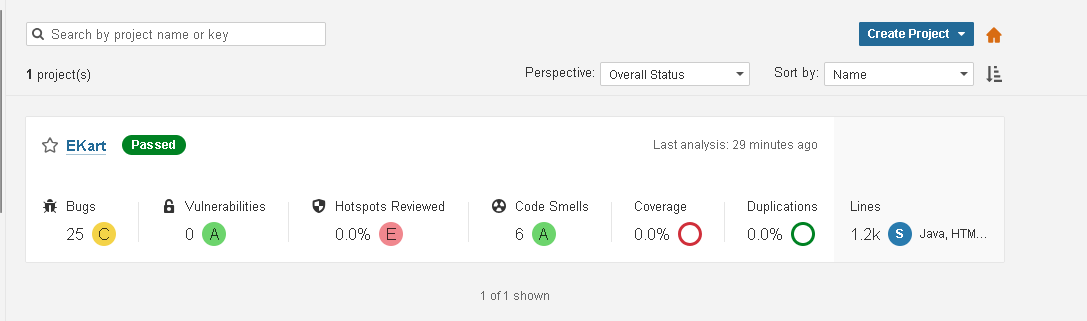 Search by project name or key
Create Project
1 project(s)
Perspective: Overall Status
Sort by: Name
EKart Passed
Last analysis: 29 minutes ago
Bugs Vulnerabilities Hotspots Reviewed Code Smells Coverage Duplications Lines
25 C 0 A 0.0% E 6 A 0.0% 0.0% 1.2k S Java, HTM...
1 of 1 shown